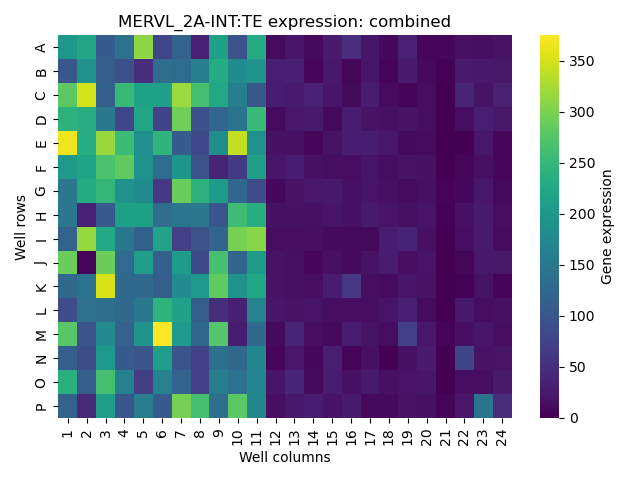 MERVL_2A-INT:TE expression: combined
Well rows
A
B
C
D
E
F
G
H
I
J
K
L
M
N
O
P
1 2 3 4 5 6 7 8 9 10 11 12 13 14 15 16 17 18 19 20 21 22 23 24
Well columns
350
300
250
200
150
100
50
0
Gene expression